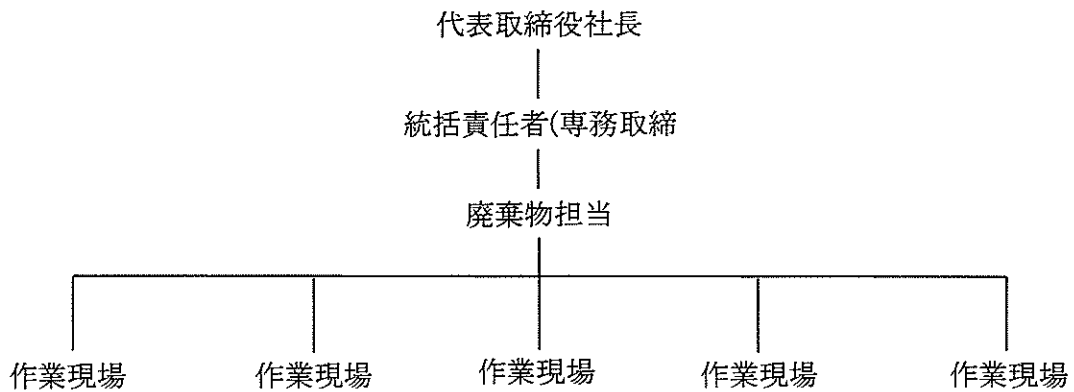 代表取締役社長
統括責任者(専務取締
廃棄物担当
作業現場 作業現場 作業現場 作業現場 作業現場